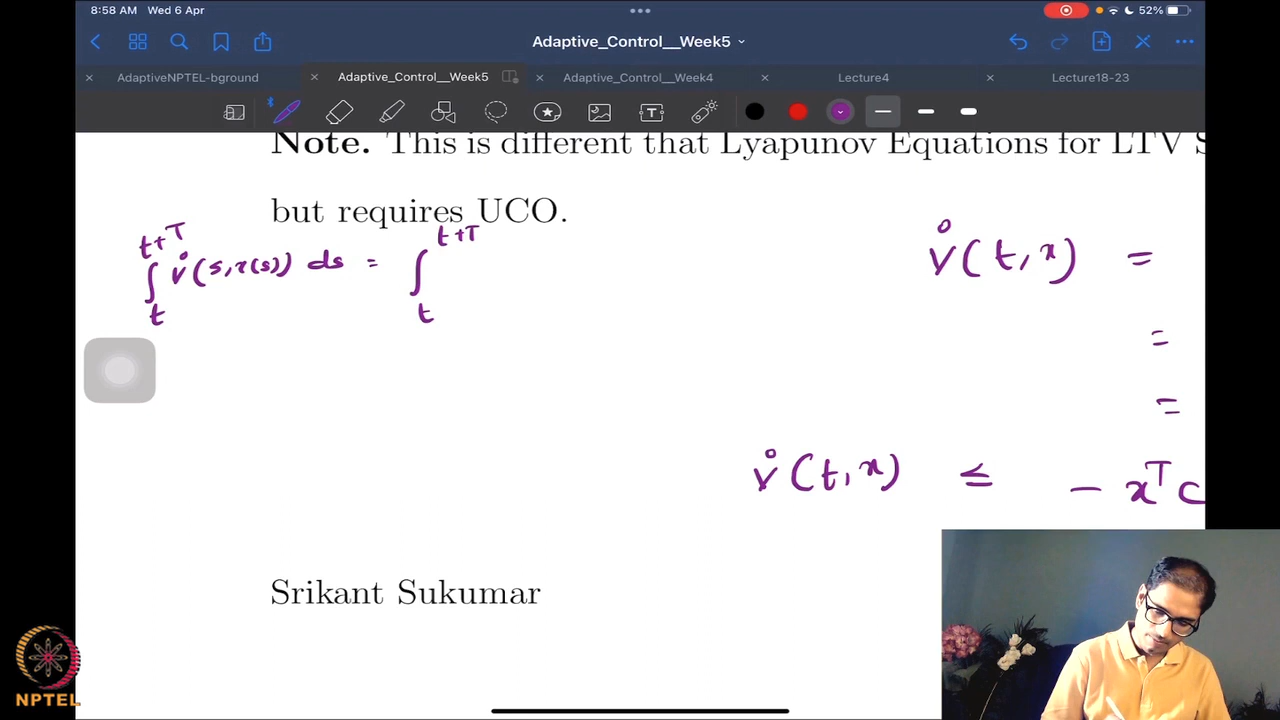 8:58 AM Wed 6 Apr
52%
Adaptive_Control__Week5
AdaptiveNPTEL-bground
Adaptive_Control__Week5
Adaptive_Control__Week4
Lecture4
Lecture18-23
Note. This is different that Lyapunov Equations for LTV S
but requires UCO.
∫_t^{t+T} V̇(s,x(s)) ds = ∫_t^{t+T}
V̇(t,x) =
=
=
V̇(t,x) ≤ - x^T C
Srikant Sukumar
NPTEL